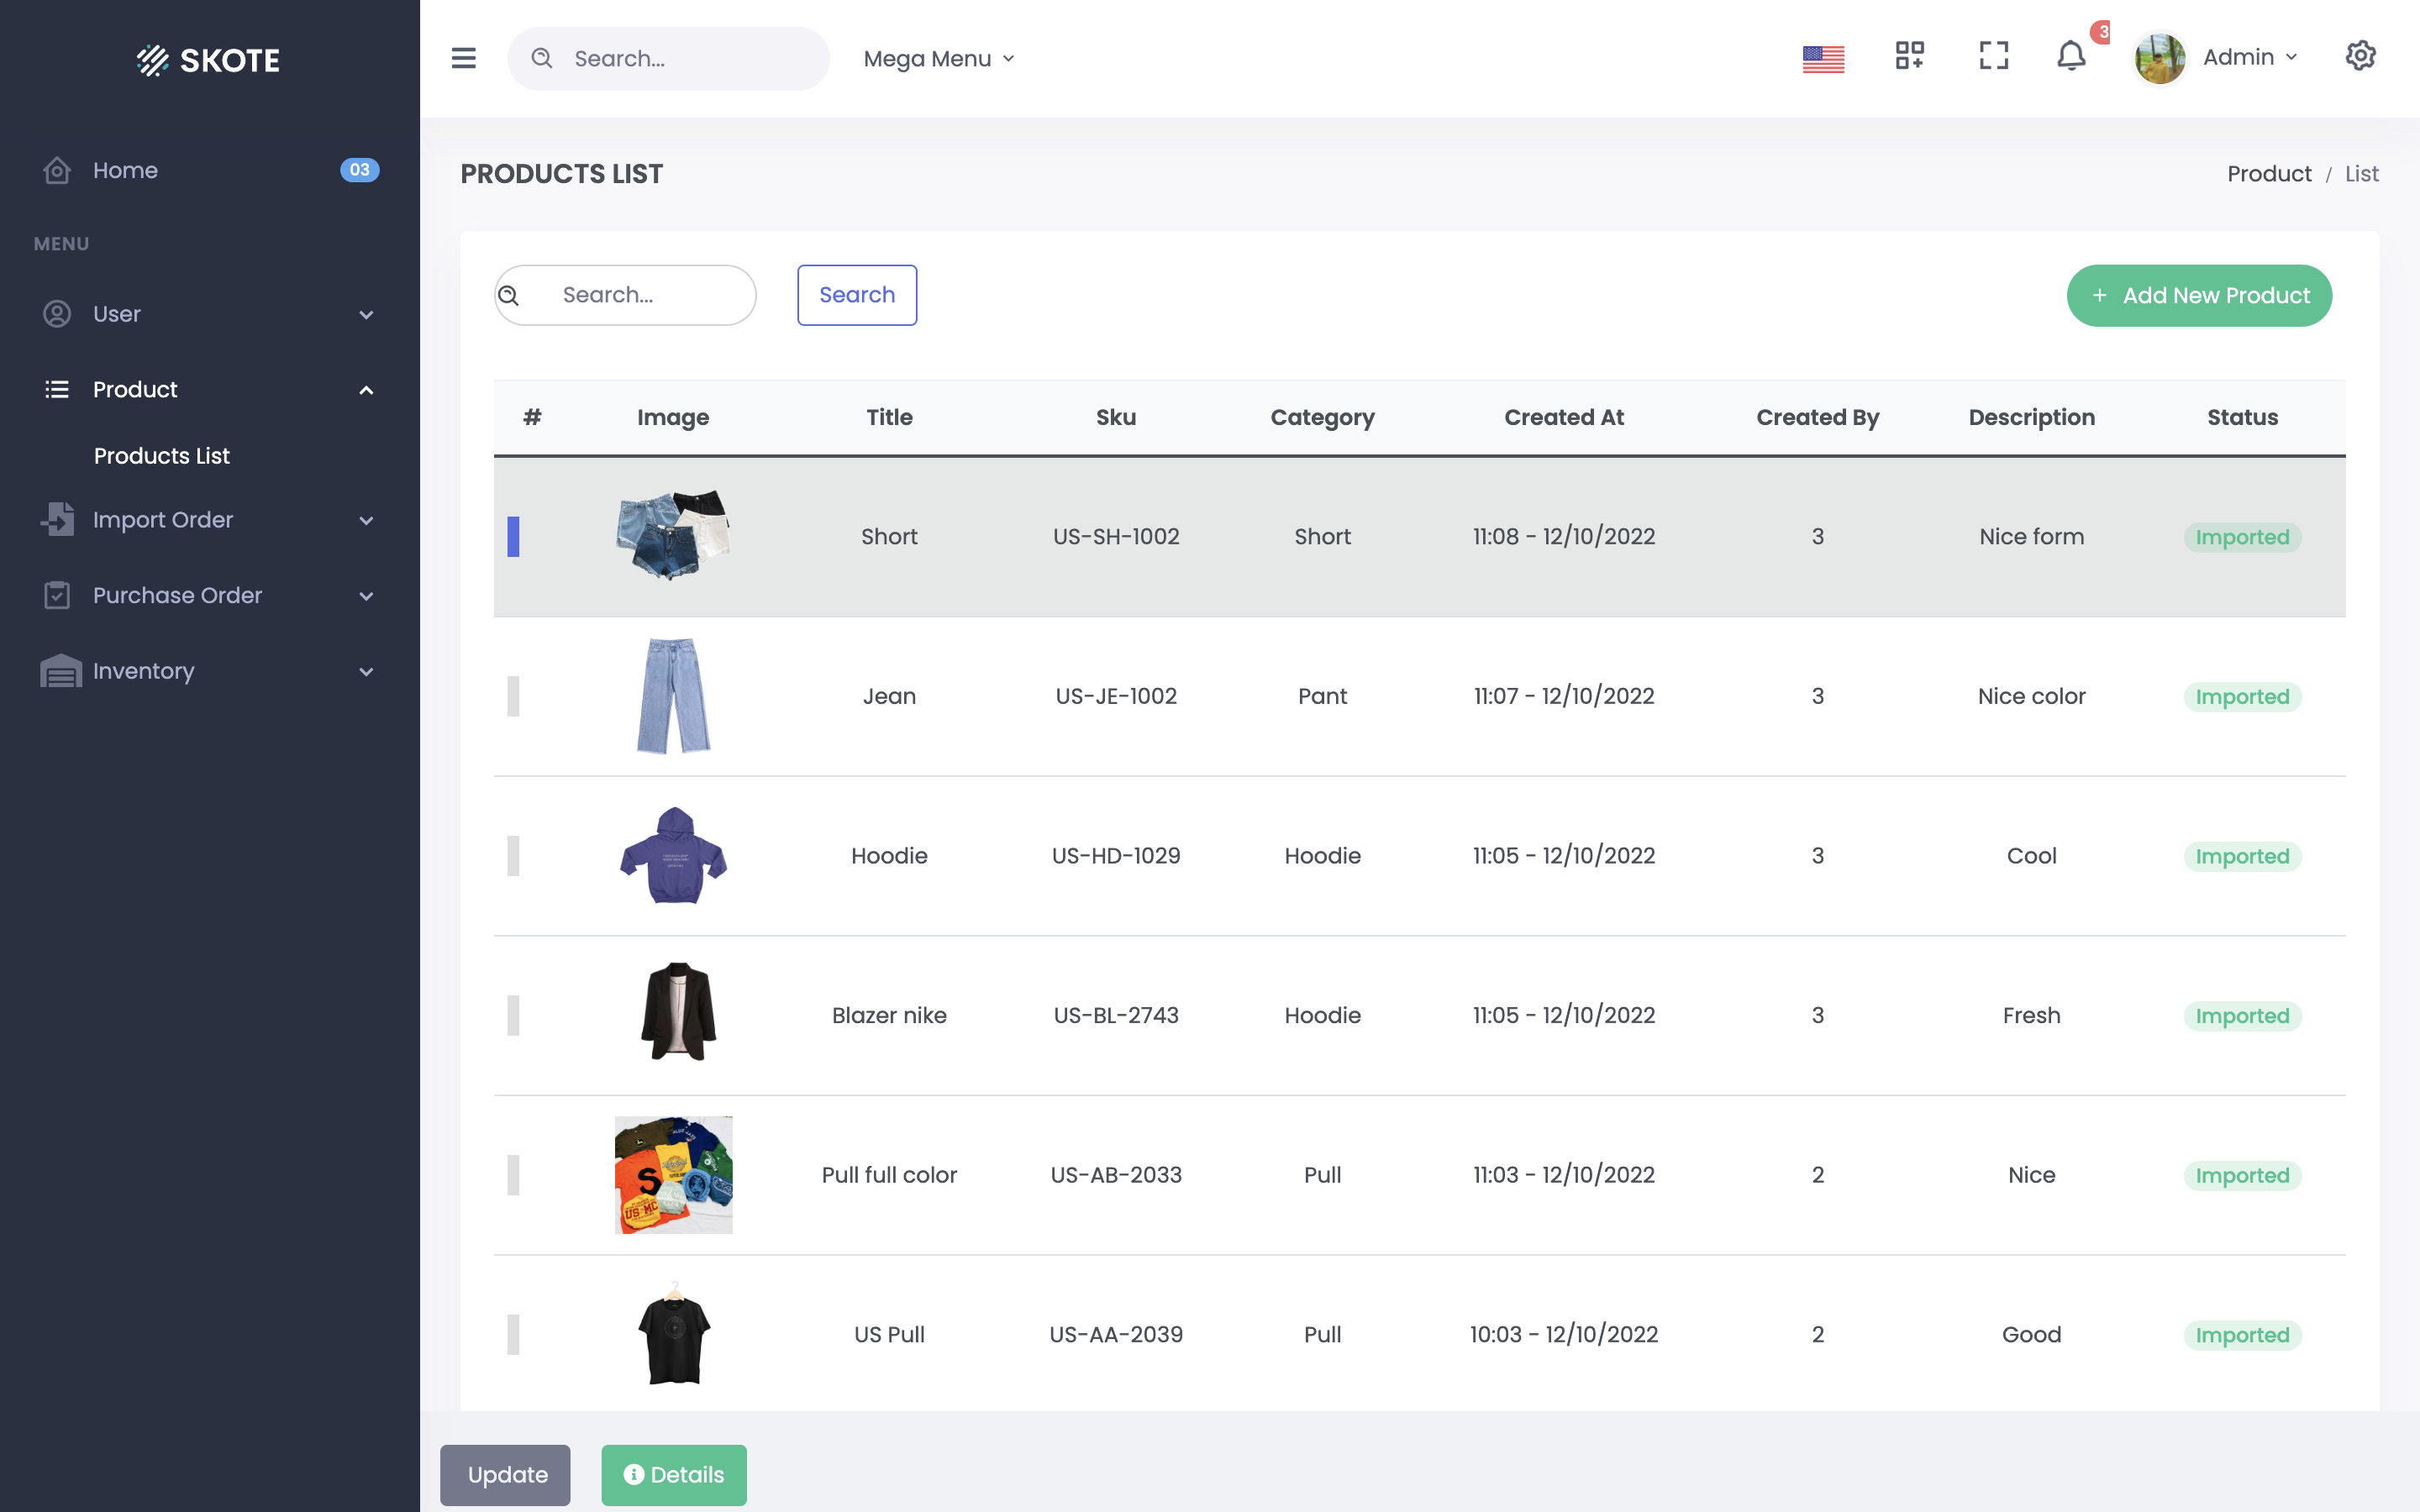 SKOTE
Search...
Mega Menu
3
Admin
Home
03
MENU
User
Product
Products List
Import Order
Purchase Order
Inventory
PRODUCTS LIST
Product / List
Search...
Search
+ Add New Product
# Image Title Sku Category Created At Created By Description Status
Short US-SH-1002 Short 11:08 - 12/10/2022 3 Nice form Imported
Jean US-JE-1002 Pant 11:07 - 12/10/2022 3 Nice color Imported
Hoodie US-HD-1029 Hoodie 11:05 - 12/10/2022 3 Cool Imported
Blazer nike US-BL-2743 Hoodie 11:05 - 12/10/2022 3 Fresh Imported
BLUE JAYS
S
US MC
Pull full color US-AB-2033 Pull 11:03 - 12/10/2022 2 Nice Imported
US Pull US-AA-2039 Pull 10:03 - 12/10/2022 2 Good Imported
Update
Details